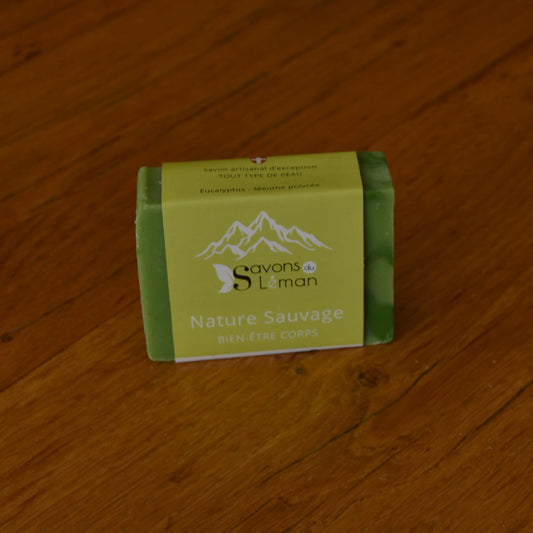 Savon artisanal d'exception
TOUT TYPE DE PEAU
Eucalyptus - Menthe poivrée
Savons du
Léman
Nature Sauvage
BIEN-ÊTRE CORPS